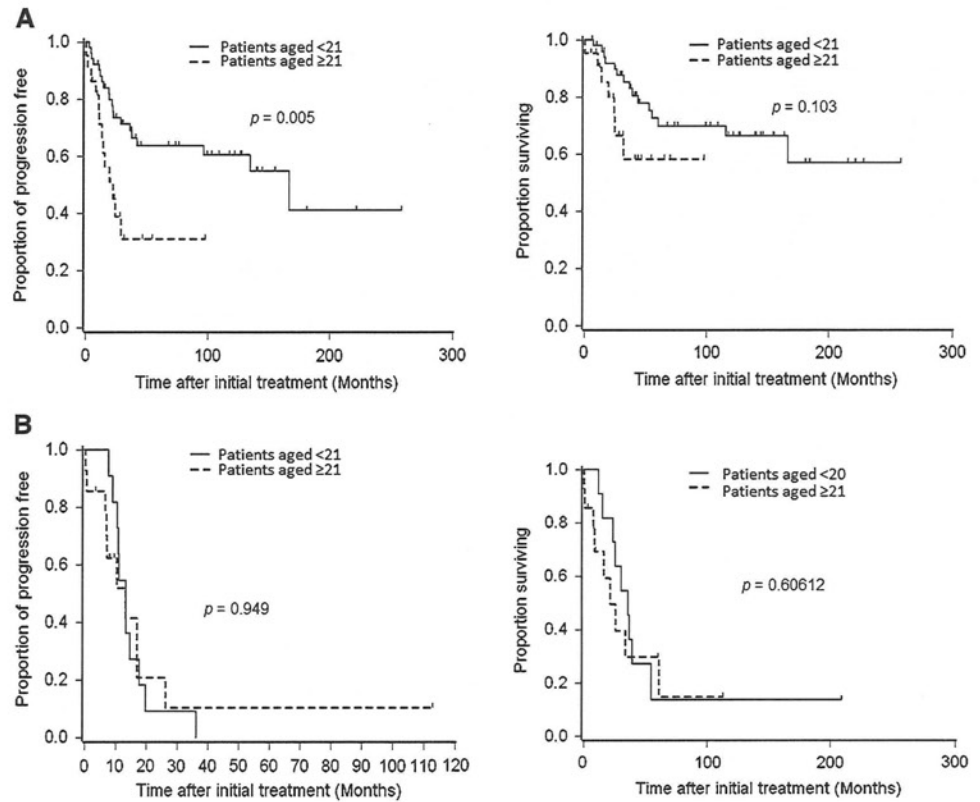 A
Proportion of progression free
1.0
0.8
0.6
0.4
0.2
0.0
Patients aged <21
Patients aged ≥21
p = 0.005
0 100 200 300
Time after initial treatment (Months)
Proportion surviving
1.0
0.8
0.6
0.4
0.2
0.0
Patients aged <21
Patients aged ≥21
p = 0.103
0 100 200 300
Time after initial treatment (Months)
B
Proportion of progression free
1.0
0.8
0.6
0.4
0.2
0.0
Patients aged <21
Patients aged ≥21
p = 0.949
0 10 20 30 40 50 60 70 80 90 100 110 120
Time after initial treatment (Months)
Proportion surviving
1.0
0.8
0.6
0.4
0.2
0.0
Patients aged <20
Patients aged ≥21
p = 0.60612
0 100 200 300
Time after initial treatment (Months)